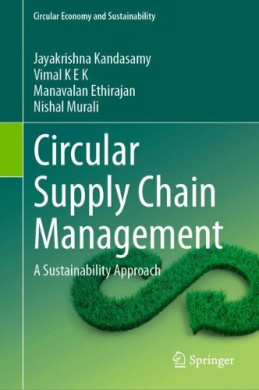 Circular Economy and Sustainability
Jayakrishna Kandasamy
Vimal K E K
Manavalan Ethirajan
Nishal Murali
Circular
Supply Chain
Management
A Sustainability Approach
Springer